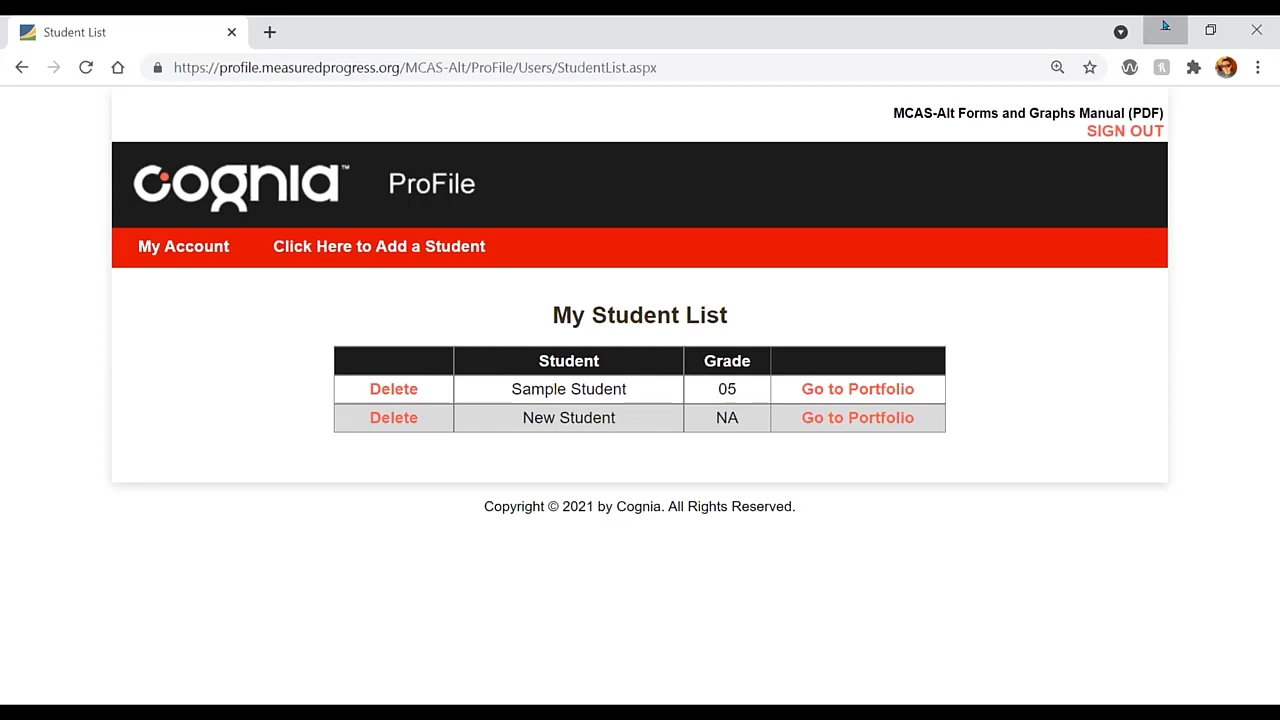 Student List
https://profile.measuredprogress.org/MCAS-Alt/ProFile/Users/StudentList.aspx
MCAS-Alt Forms and Graphs Manual (PDF)
SIGN OUT
cognia™ ProFile
My Account Click Here to Add a Student
My Student List
Student Grade
Delete Sample Student 05 Go to Portfolio
Delete New Student NA Go to Portfolio
Copyright © 2021 by Cognia. All Rights Reserved.